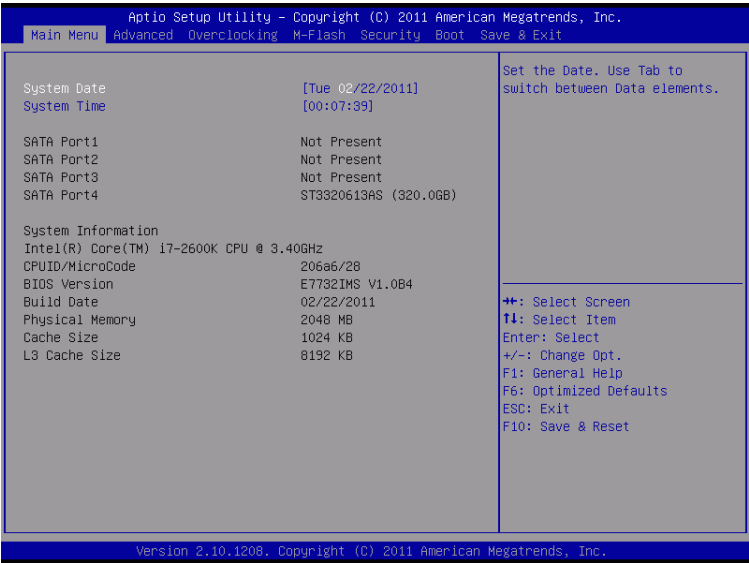 Aptio Setup Utility – Copyright (C) 2011 American Megatrends, Inc.
Main Menu Advanced Overclocking M-Flash Security Boot Save & Exit
System Date [Tue 02/22/2011]
System Time [00:07:39]
SATA Port1 Not Present
SATA Port2 Not Present
SATA Port3 Not Present
SATA Port4 ST3320613AS (320.0GB)
System Information
Intel(R) Core(TM) i7-2600K CPU @ 3.40GHz
CPUID/MicroCode 206a6/28
BIOS Version E7732IMS V1.0B4
Build Date 02/22/2011
Physical Memory 2048 MB
Cache Size 1024 KB
L3 Cache Size 8192 KB
Set the Date. Use Tab to
switch between Data elements.
→←: Select Screen
↑↓: Select Item
Enter: Select
+/-: Change Opt.
F1: General Help
F6: Optimized Defaults
ESC: Exit
F10: Save & Reset
Version 2.10.1208. Copyright (C) 2011 American Megatrends, Inc.